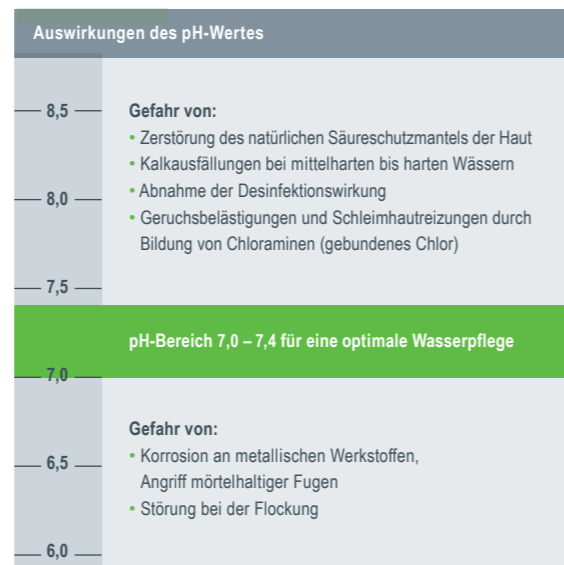 Auswirkungen des pH-Wertes
8,5
Gefahr von:
• Zerstörung des natürlichen Säureschutzmantels der Haut
• Kalkausfällungen bei mittelharten bis harten Wässern
• Abnahme der Desinfektionswirkung
8,0
• Geruchsbelästigungen und Schleimhautreizungen durch
Bildung von Chloraminen (gebundenes Chlor)
7,5
pH-Bereich 7,0 – 7,4 für eine optimale Wasserpflege
7,0
Gefahr von:
• Korrosion an metallischen Werkstoffen,
6,5
Angriff mörtelhaltiger Fugen
• Störung bei der Flockung
6,0